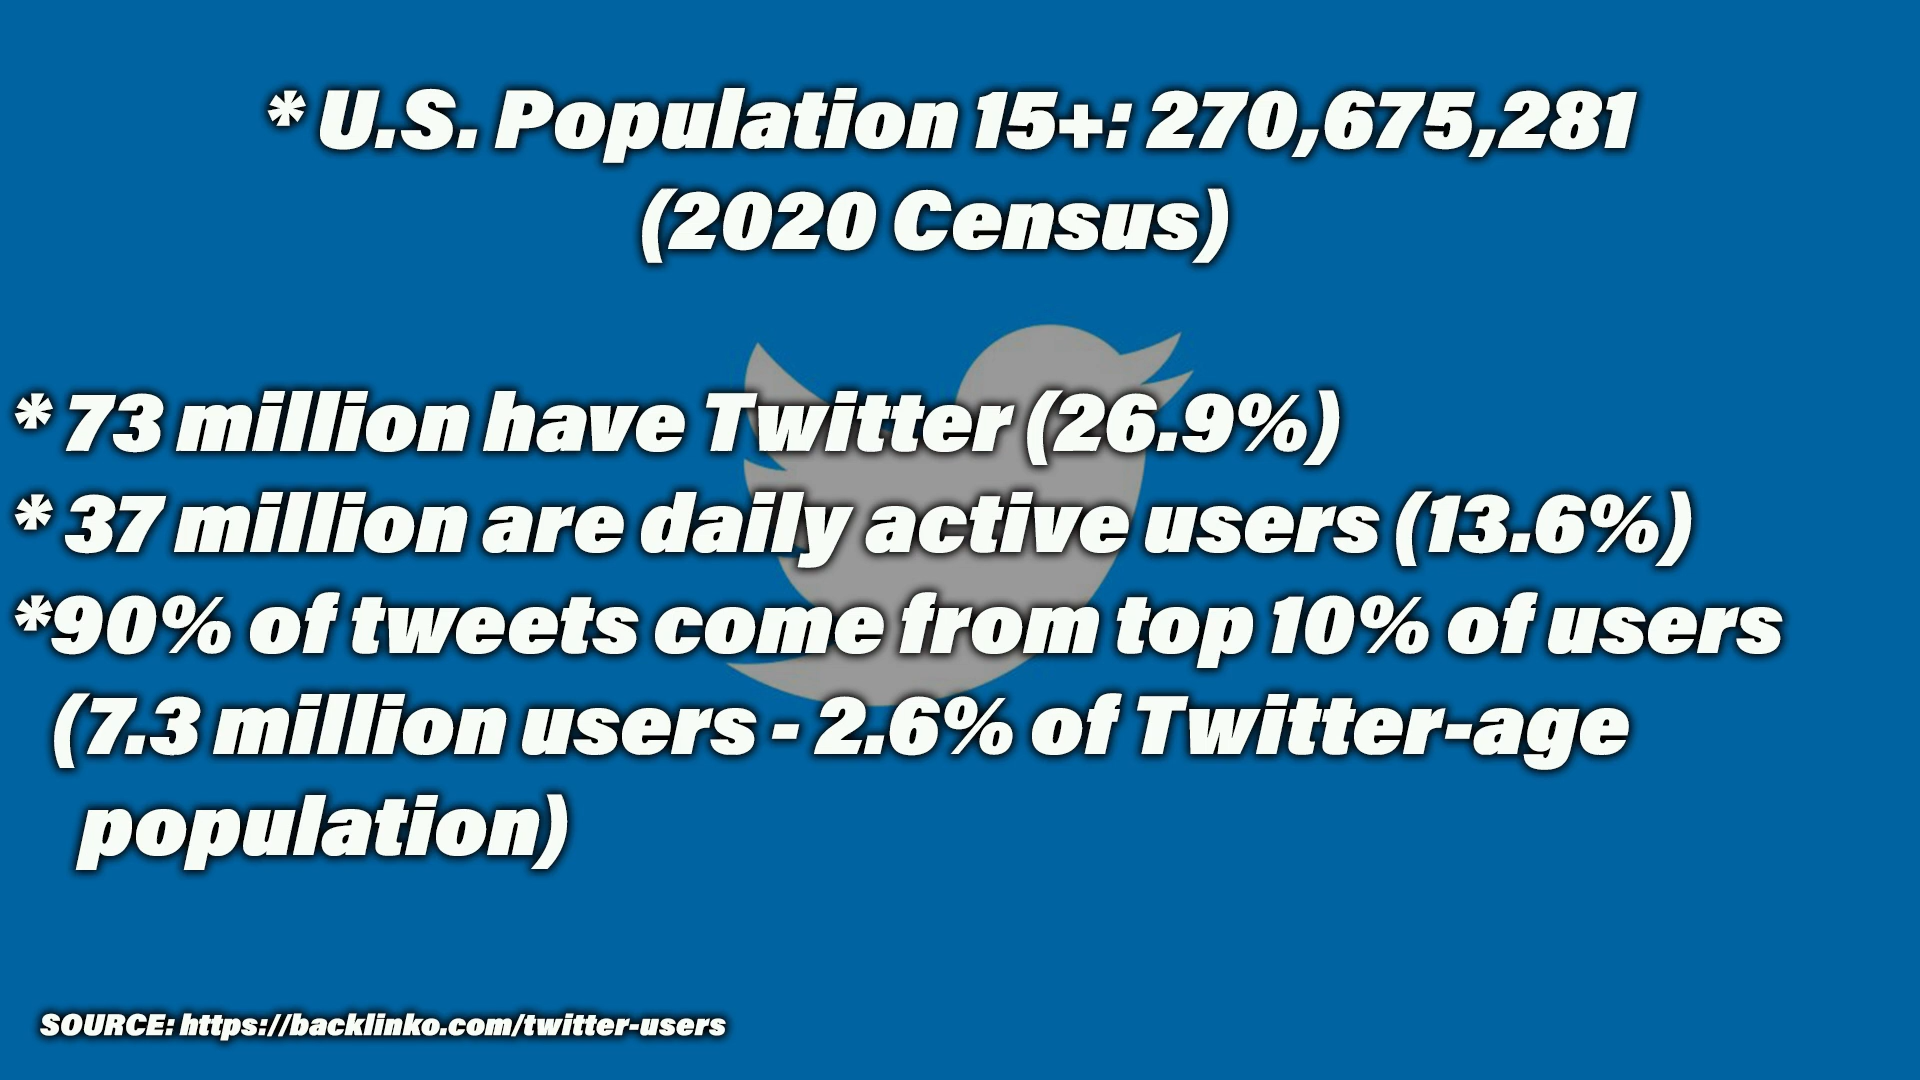 * U.S. Population 15+: 270,675,281
(2020 Census)
* 73 million have Twitter (26.9%)
* 37 million are daily active users (13.6%)
*90% of tweets come from top 10% of users
(7.3 million users - 2.6% of Twitter-age
population)
SOURCE: https://backlinko.com/twitter-users